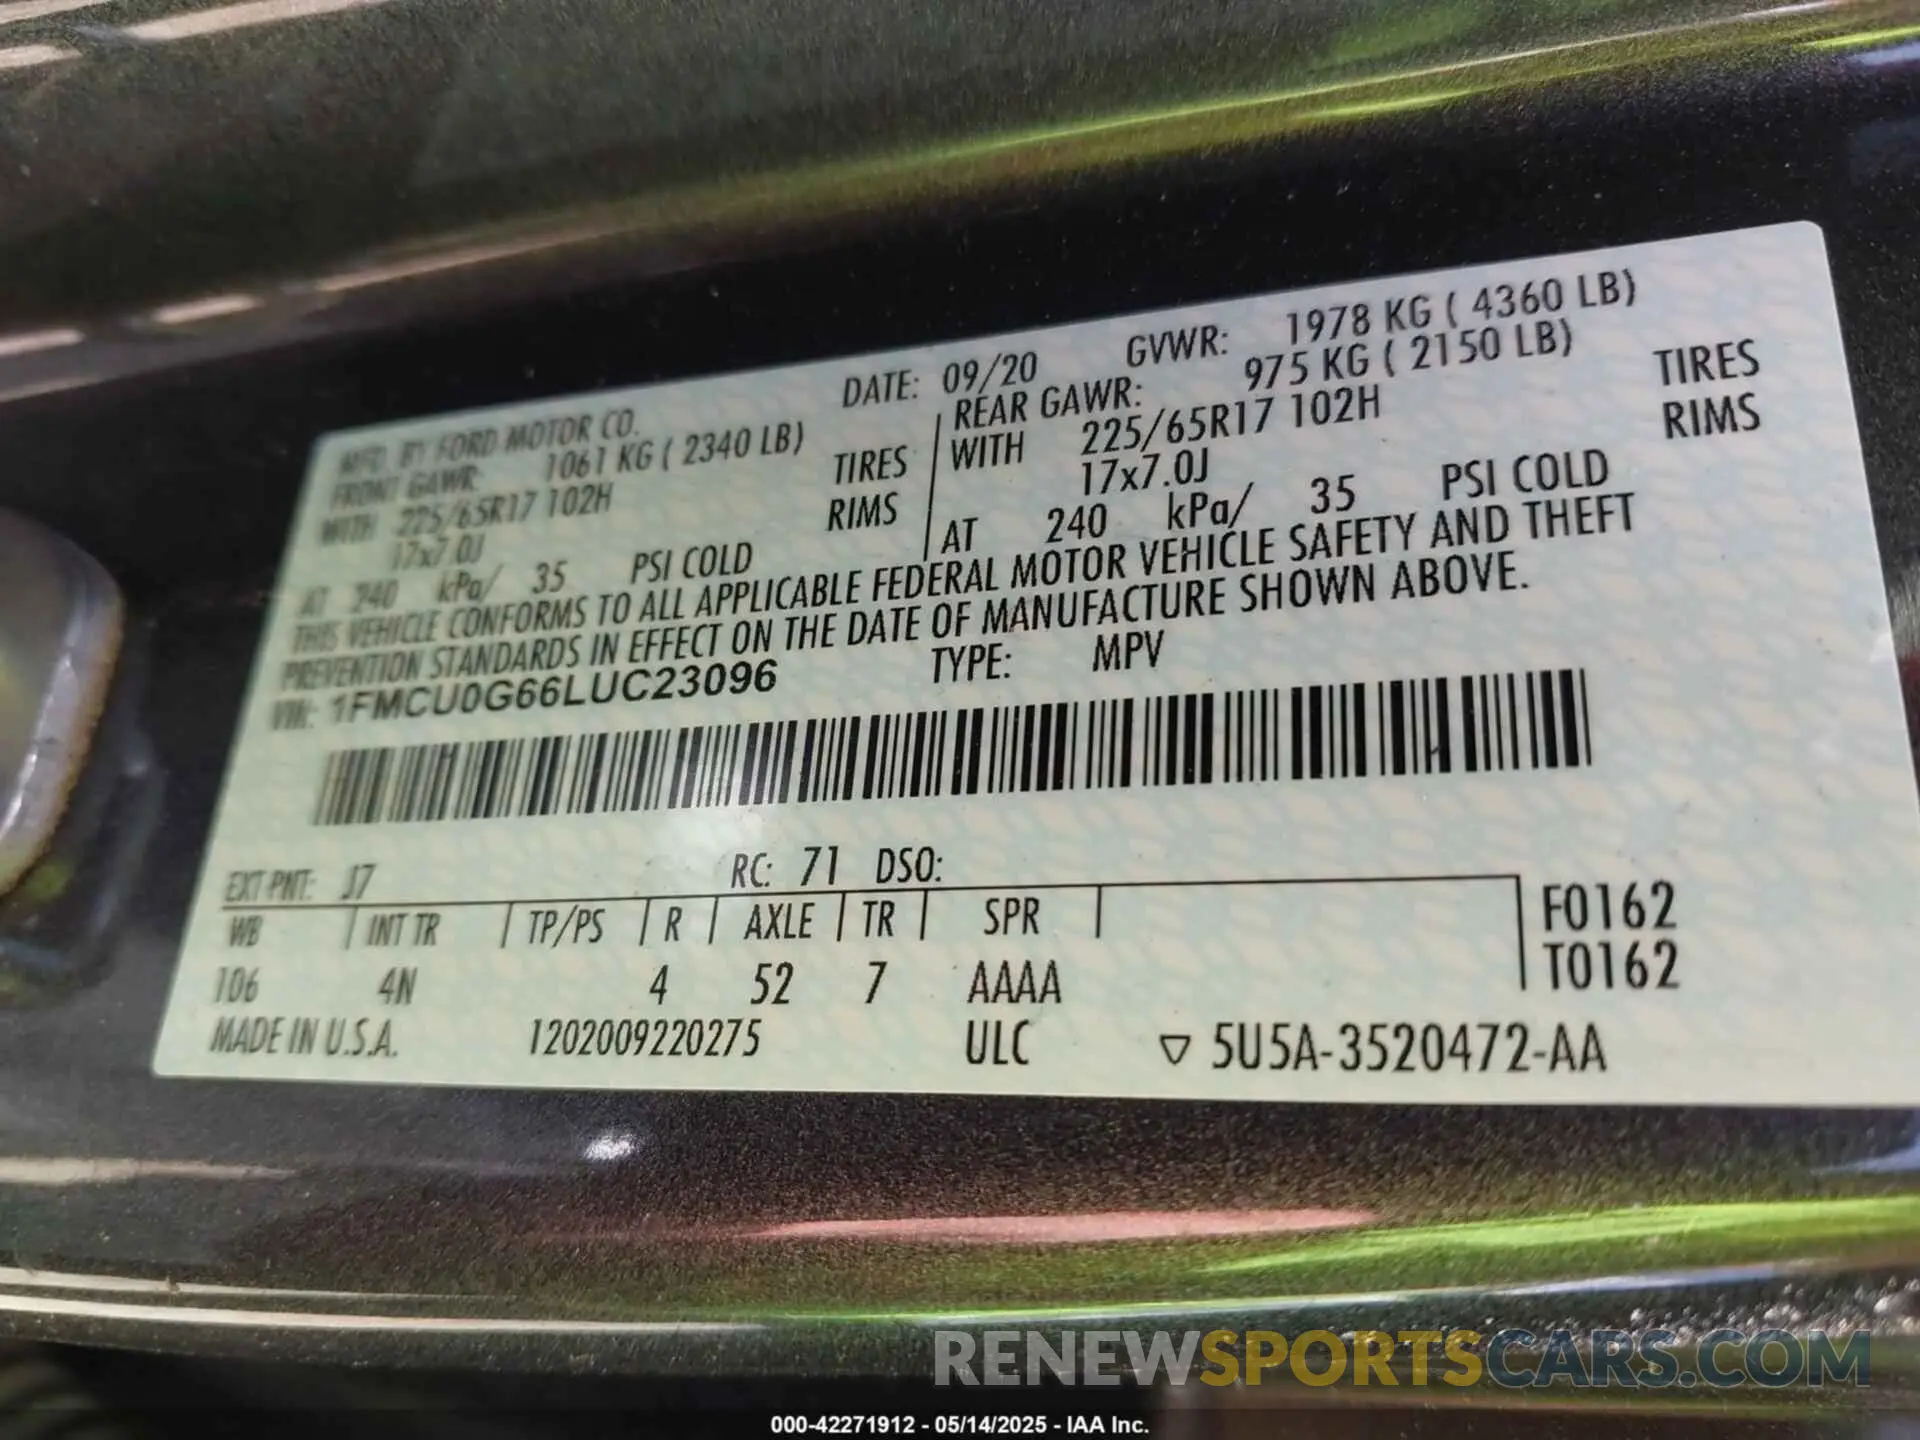 MFD. BY FORD MOTOR CO. DATE: 09/20 GVWR: 1978 KG ( 4360 LB)
FRONT GAWR: 1061 KG ( 2340 LB) REAR GAWR: 975 KG ( 2150 LB)
WITH 225/65R17 102H TIRES WITH 225/65R17 102H TIRES
17x7.0J RIMS 17x7.0J RIMS
AT 240 kPa/ 35 PSI COLD AT 240 kPa/ 35 PSI COLD
THIS VEHICLE CONFORMS TO ALL APPLICABLE FEDERAL MOTOR VEHICLE SAFETY AND THEFT
PREVENTION STANDARDS IN EFFECT ON THE DATE OF MANUFACTURE SHOWN ABOVE.
VIN: 1FMCU0G66LUC23096 TYPE: MPV
EXT PNT: J7 RC: 71 DSO:
WB INT TR TP/PS R AXLE TR SPR F0162
106 4N 4 52 7 AAAA T0162
MADE IN U.S.A. 1202009220275 ULC ▽ 5U5A-3520472-AA
RENEWSPORTSCARS.COM
000-42271912 - 05/14/2025 - IAA Inc.